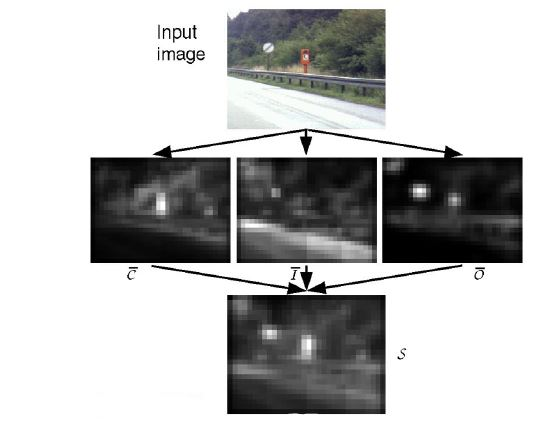 Input
image
C̅
I̅
O̅
S